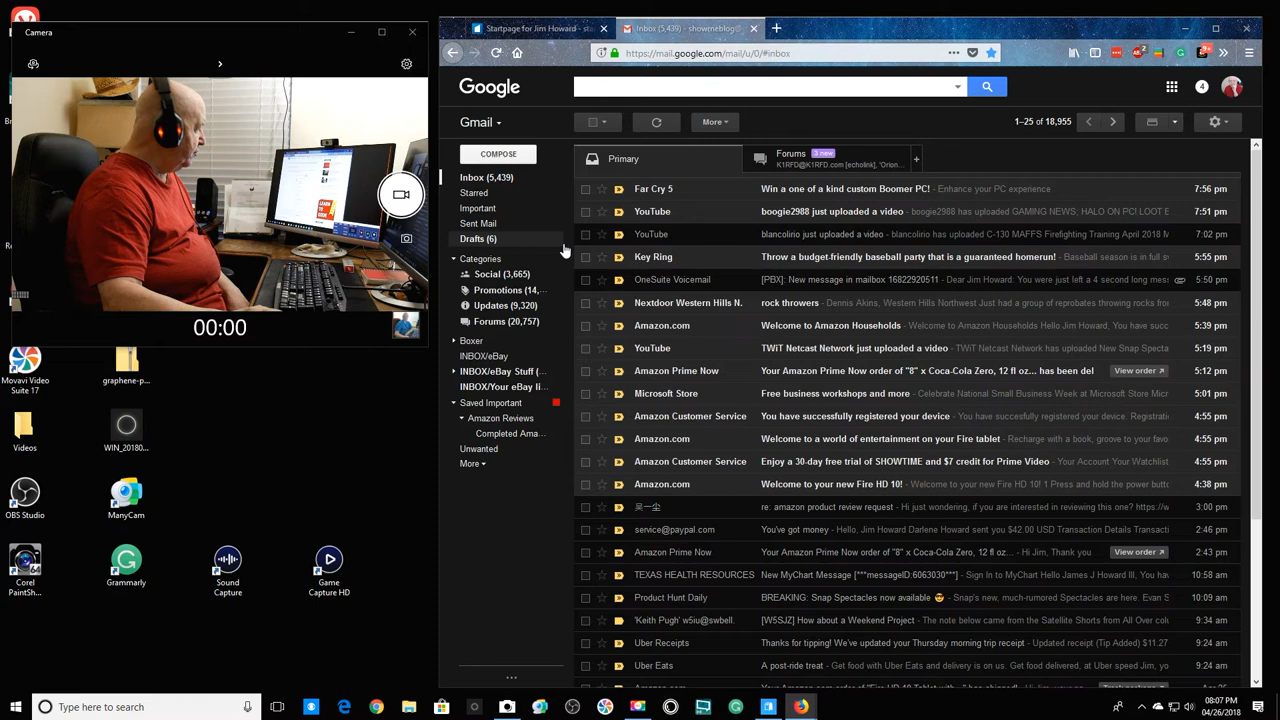 Camera
00:00
Movavi Video
Suite 17
graphene-p...
Videos
WIN_20180...
OBS Studio
ManyCam
Corel
PaintSh...
Grammarly
Sound
Capture
Game
Capture HD
Startpage for Jim Howard - st
Inbox (5,439) - showmeblog@
https://mail.google.com/mail/u/0/#inbox
Google
4
Gmail
More
1–25 of 18,955
COMPOSE
Inbox (5,439)
Starred
Important
Sent Mail
Drafts (6)
Categories
Social (3,665)
Promotions (14,...
Updates (9,320)
Forums (20,757)
Boxer
INBOX/eBay
INBOX/eBay Stuff (...
INBOX/Your eBay li...
Saved Important
Amazon Reviews
Completed Ama...
Unwanted
More
Primary
Forums 3 new
K1RFD@K1RFD.com [echolink], 'Orion...
Far Cry 5 Win a one of a kind custom Boomer PC! - Enhance your PC experience 7:56 pm
YouTube boogie2988 just uploaded a video - boogie2988 has uploaded GAMING NEWS; HALO ON PC! LOOT E 7:51 pm
YouTube blancolirio just uploaded a video - blancolirio has uploaded C-130 MAFFS Firefighting Training April 2018 M 7:02 pm
Key Ring Throw a budget-friendly baseball party that is a guaranteed homerun! - Baseball season is in full s 5:55 pm
OneSuite Voicemail [PBX]: New message in mailbox 16822920511 - Dear Jim Howard: You were just left a 4 second long mess 5:50 pm
Nextdoor Western Hills N. rock throwers - Dennis Akins, Western Hills Northwest Just had a group of reprobates throwing rocks from 5:48 pm
Amazon.com Welcome to Amazon Households - Welcome to Amazon Households Hello Jim Howard, You have succ 5:39 pm
YouTube TWiT Netcast Network just uploaded a video - TWiT Netcast Network has uploaded New Snap Spectac 5:19 pm
Amazon Prime Now Your Amazon Prime Now order of "8" x Coca-Cola Zero, 12 fl oz... has been del View order 5:12 pm
Microsoft Store Free business workshops and more - Celebrate National Small Business Week at Microsoft Store Micr 5:01 pm
Amazon Customer Service You have successfully registered your device - Registration Confirmation You have succesfully registered your device. Registrati 4:55 pm
Amazon.com Welcome to a world of entertainment on your Fire tablet - Recharge with a book, groove to your favo 4:55 pm
Amazon Customer Service Enjoy a 30-day free trial of SHOWTIME and $7 credit for Prime Video - Your Account Your Watchlist 4:55 pm
Amazon.com Welcome to your new Fire HD 10! - Welcome to your new Fire HD 10! 1 Press and hold the power butto 4:38 pm
吴一尘 re: amazon product review request - Hi just wondering, if you are interested in reviewing this one? https://w 3:00 pm
service@paypal.com You've got money - Hello, Jim Howard Darlene Howard sent you $42.00 USD Transaction Details Transacti 2:46 pm
Amazon Prime Now Your Amazon Prime Now order of "8" x Coca-Cola Zero, 12 fl oz... - Hi Jim, Thank you View order 2:43 pm
TEXAS HEALTH RESOURCES New MyChart Message [***messageID:6063030***] - Sign In to MyChart Hello James J Howard III, You have 10:58 am
Product Hunt Daily BREAKING: Snap Spectacles now available 😎 - Snap's new, much-rumored Spectacles are here. Evan S 10:09 am
'Keith Pugh' w5iu@swbell. [W5SJZ] How about a Weekend Project - The note below came from the Satellite Shorts from All Over colu 9:34 am
Uber Receipts Thanks for tipping! We've updated your Thursday morning trip receipt - Updated receipt (Tip Added) $11.27 9:24 am
Uber Eats A post-ride treat - Get food with Uber Eats and delivery is on us. Get food delivered, at Uber speed Jim, you've 9:24 am
Type here to search
08:07 PM
04/26/2018